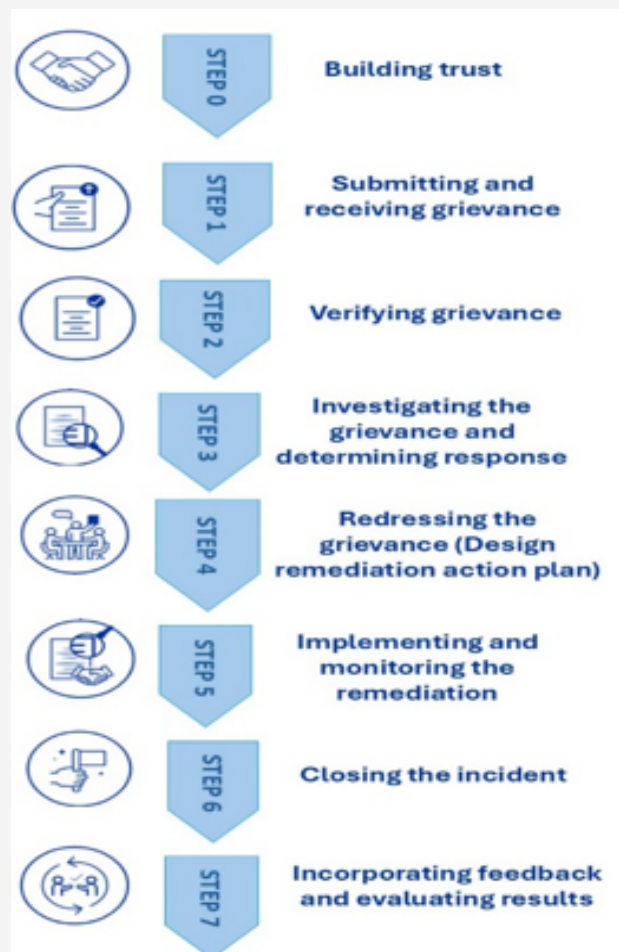 STEP 0
Building trust
STEP 1
Submitting and
receiving grievance
STEP 2
Verifying grievance
STEP 3
Investigating the
grievance and
determining response
STEP 4
Redressing the
grievance (Design
remediation action plan)
STEP 5
Implementing and
monitoring the
remediation
STEP 6
Closing the incident
STEP 7
Incorporating feedback
and evaluating results